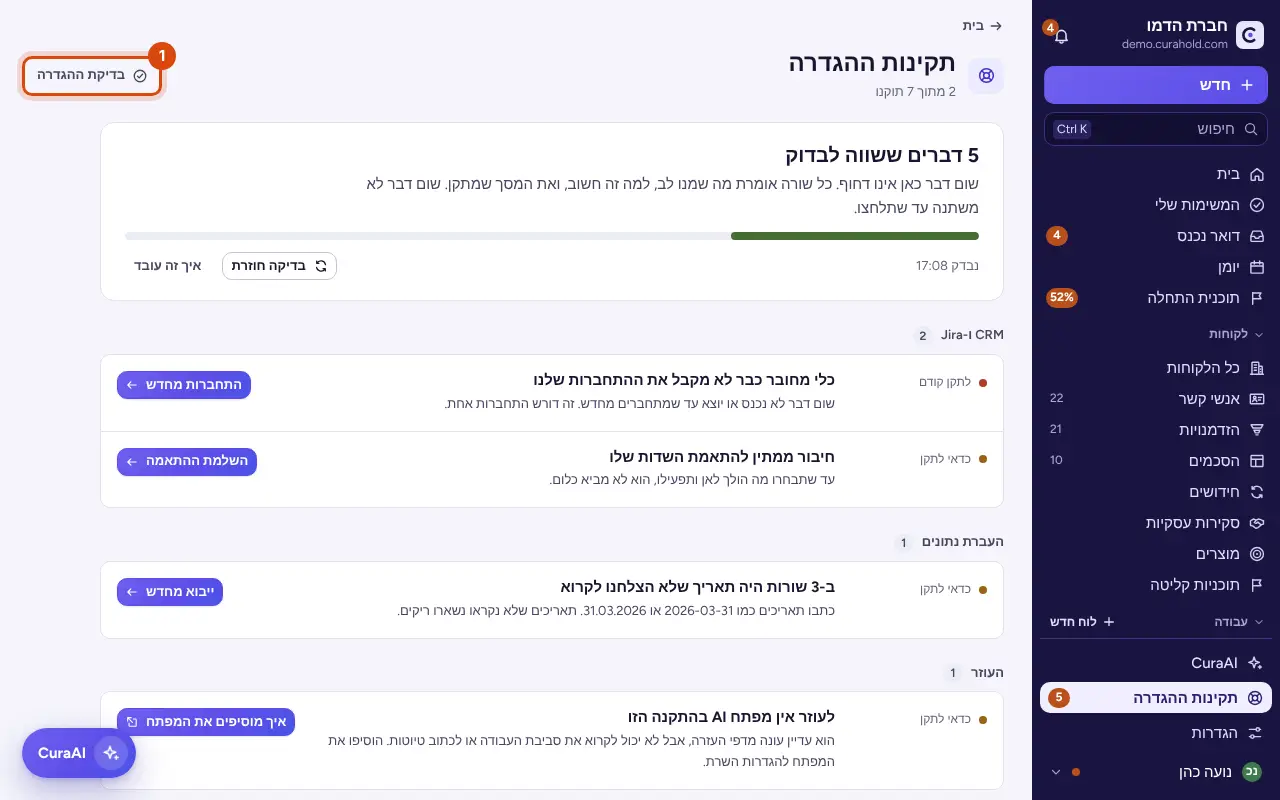 חברת הדמו
demo.curahold.com
4
חדש
חיפוש
Ctrl K
בית
המשימות שלי
דואר נכנס
4
יומן
תוכנית התחלה
52%
לקוחות
כל הלקוחות
אנשי קשר
22
הזדמנויות
21
הסכמים
10
חידושים
סקירות עסקיות
מוצרים
תוכניות קליטה
עבודה
לוח חדש
CuraAI
תקינות ההגדרה
5
הגדרות
נכ
נועה כהן
בית
תקינות ההגדרה
2 מתוך 7 תוקנו
1
בדיקת ההגדרה
5 דברים ששווה לבדוק
שום דבר כאן אינו דחוף. כל שורה אומרת מה שמנו לב, למה זה חשוב, ואת המסך שמתקן. שום דבר לא
משתנה עד שתלחצו.
נבדק 17:08
בדיקה חוזרת
איך זה עובד
CRM ו-Jira
2
לתקן קודם
כלי מחובר כבר לא מקבל את ההתחברות שלנו
שום דבר לא נכנס או יוצא עד שמתחברים מחדש. זה דורש התחברות אחת.
התחברות מחדש
כדאי לתקן
חיבור ממתין להתאמת השדות שלו
עד שתבחרו מה הולך לאן ותפעילו, הוא לא מביא כלום.
השלמת ההתאמה
העברת נתונים
1
כדאי לתקן
ב-3 שורות היה תאריך שלא הצלחנו לקרוא
כתבו תאריכים כמו 2026-03-31 או 31.03.2026. תאריכים שלא נקראו נשארו ריקים.
ייבוא מחדש
העוזר
1
כדאי לתקן
לעוזר אין מפתח AI בהתקנה הזו
הוא עדיין עונה מדפי העזרה, אבל לא יכול לקרוא את סביבת העבודה או לכתוב טיוטות. הוסיפו את
המפתח להגדרות השרת.
איך מוסיפים את המפתח
CuraAI